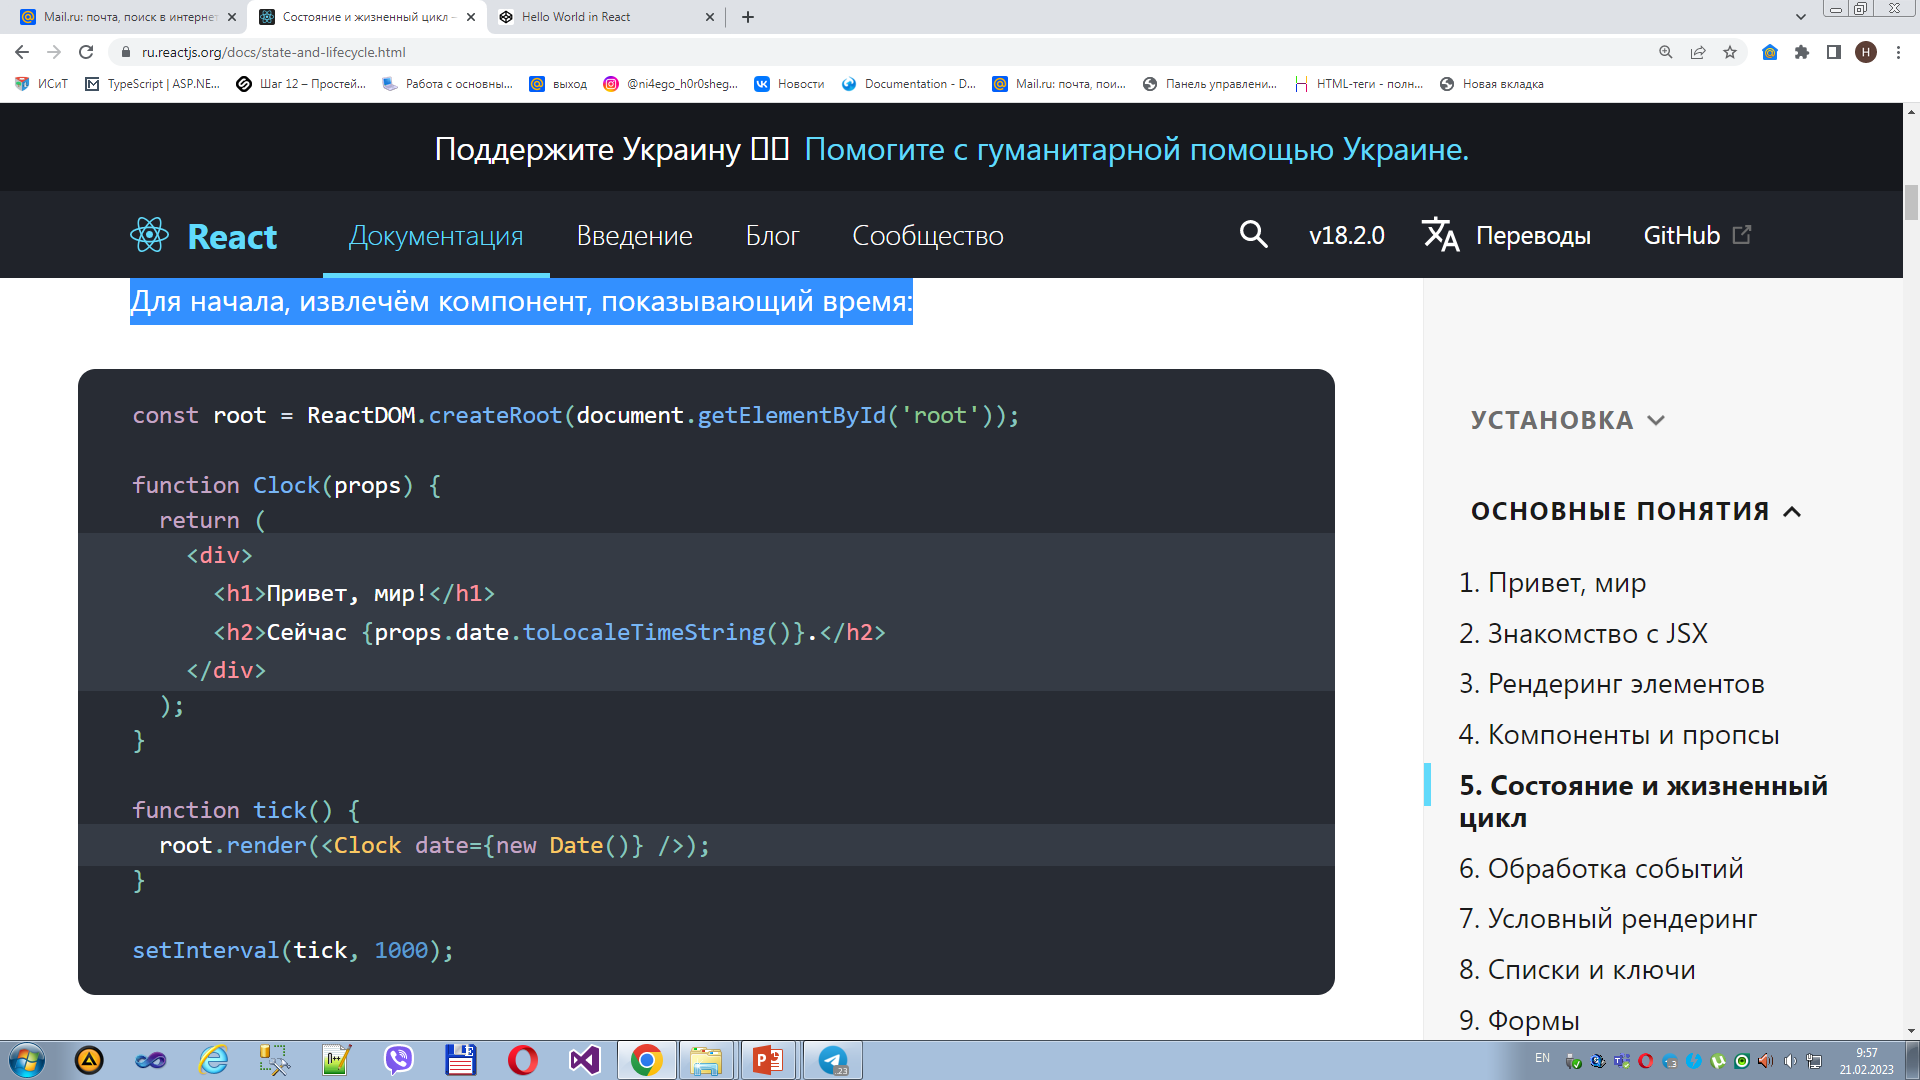 Mail.ru: почта, поиск в интернет
Состояние и жизненный цикл –
Hello World in React
ru.reactjs.org/docs/state-and-lifecycle.html
H
ИСиТ
TypeScript | ASP.NE...
Шаг 12 – Простей...
Работа с основны...
выход
@ni4ego_h0r0sheg...
Новости
Documentation - D...
Mail.ru: почта, пои...
Панель управлени...
HTML-теги - полн...
Новая вкладка
Поддержите Украину Помогите с гуманитарной помощью Украине.
React
Документация
Введение
Блог
Сообщество
v18.2.0
Переводы
GitHub
Для начала, извлечём компонент, показывающий время:
const root = ReactDOM.createRoot(document.getElementById('root'));
function Clock(props) {
return (
<div>
<h1>Привет, мир!</h1>
<h2>Сейчас {props.date.toLocaleTimeString()}.</h2>
</div>
);
}
function tick() {
root.render(<Clock date={new Date()} />);
}
setInterval(tick, 1000);
УСТАНОВКА
ОСНОВНЫЕ ПОНЯТИЯ
1. Привет, мир
2. Знакомство с JSX
3. Рендеринг элементов
4. Компоненты и пропсы
5. Состояние и жизненный
цикл
6. Обработка событий
7. Условный рендеринг
8. Списки и ключи
9. Формы
EN
9:57
21.02.2023